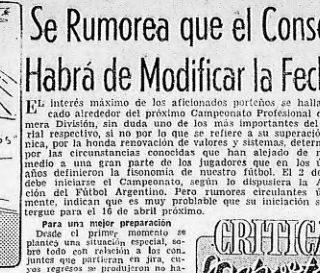 Se Rumorea que el Conse
Habrá de Modificar la Fech
EL interés máximo de los aficionados porteños se halla
cado alrededor del próximo Campeonato Profesional
mera División, sin duda uno de los más importantes del
rial respectivo, si no por lo que se refiere a su superació
nica, por la honda renovación de valores y sistemas, deter
por las circunstancias conocidas que han alejado de n
medio a una gran parte de los jugadores que en los ú
años definieron la fisonomía de nuestro fútbol. El 2 de
debe iniciarse el Campeonato, según lo dispusiera la
ción del Fútbol Argentino. Pero rumores circulantes ú
mente, indican que es muy probluble que su iniciación s
tergue para el 16 de abril próximo.
Para una mejor preparación
Desde el primer momento se
planteó una situación especial, so-
bre todo con relación a los con-
juntos que partieran en jira, cu-
yos regresos se produjeron no ha-
CRITIC